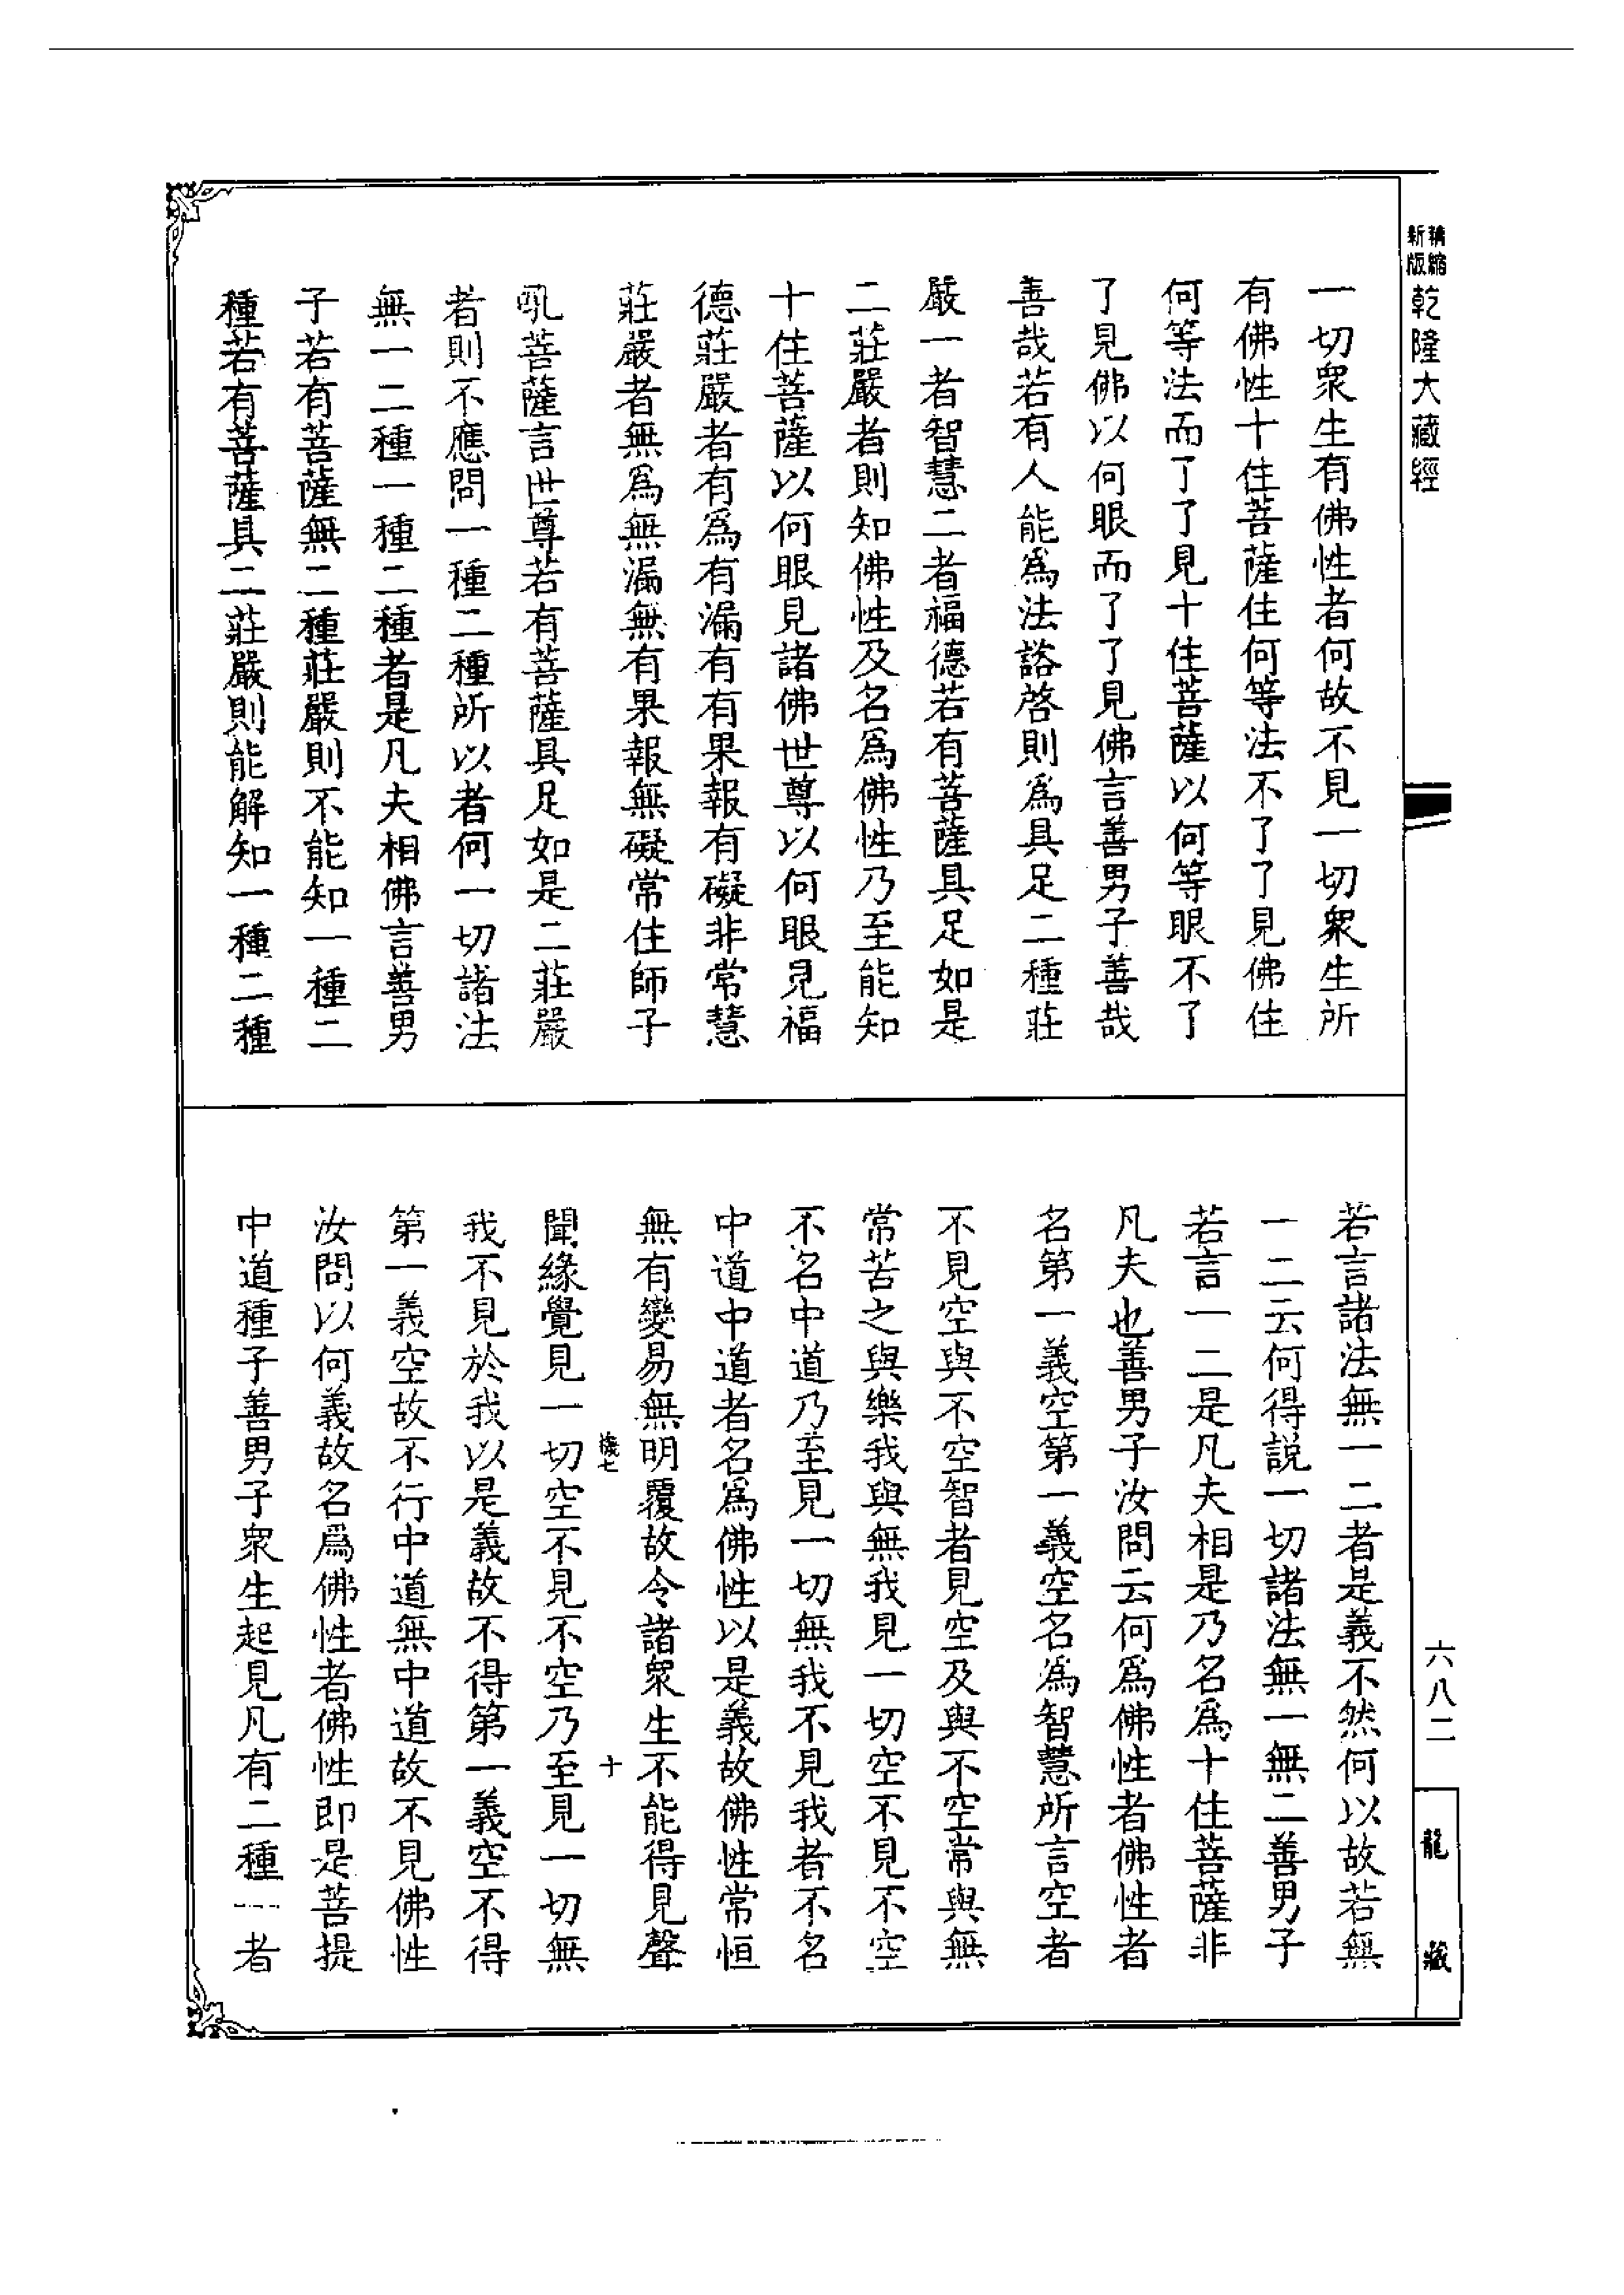 新版精縮
乾隆大藏經
一切衆生有佛性者何故不見一切衆生所
有佛性十住菩薩住何等法不了了見佛住
何等法而了了見十住菩薩以何等眼不了
了見佛以何眼而了了見佛言善男子善哉
善哉若有人能爲法諮啓則爲具足二種莊
嚴一者智慧二者福德若有菩薩具足如是
二莊嚴者則知佛性及名爲佛性乃至能知
十住菩薩以何眼見諸佛世尊以何眼見福
德莊嚴者有爲有漏有有果報有礙非常慧
莊嚴者無爲無漏無有果報無礙常住師子
吼菩薩言世尊若有菩薩具足如是二莊嚴
者則不應問一種二種所以者何一切諸法
無一二種一種二種者是凡夫相佛言善男
子若有菩薩無二種莊嚴則不能知一種二
種若有菩薩具二莊嚴則能解知一種二種
若言諸法無一二者是義不然何以故若無
一二云何得說一切諸法無一無二善男子
若言一二是凡夫相是乃名爲十住菩薩非
凡夫也善男子汝問云何爲佛性者佛性者
名第一義空第一義空名爲智慧所言空者
不見空與不空智者見空及與不空常與無
常苦之與樂我與無我見一切空不見不空
不名中道乃至見一切無我不見我者不名
中道中道者名爲佛性以是義故佛性常恒
無有變易無明覆故令諸衆生不能得見聲
十
聞緣覺見一切空不見不空乃至見一切無
我不見於我以是義故不得第一義空不得
第一義空故不行中道無中道故不見佛性
汝問以何義故名爲佛性者佛性即是菩提
中道種子善男子衆生起見凡有二種一者
六八二
龍藏